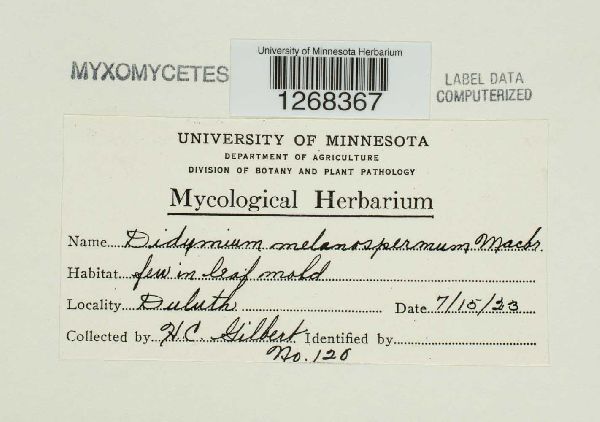 University of Minnesota Herbarium
MYXOMYCETES
1268367
LABEL DATA
COMPUTERIZED
UNIVERSITY OF MINNESOTA
DEPARTMENT OF AGRICULTURE
DIVISION OF BOTANY AND PLANT PATHOLOGY
Mycological Herbarium
Name Didymium melanospermum Macbr.
Habitat few in leaf mold
Locality Duluth Date 7/15/23
Collected by HC Gilbert Identified by
No. 126